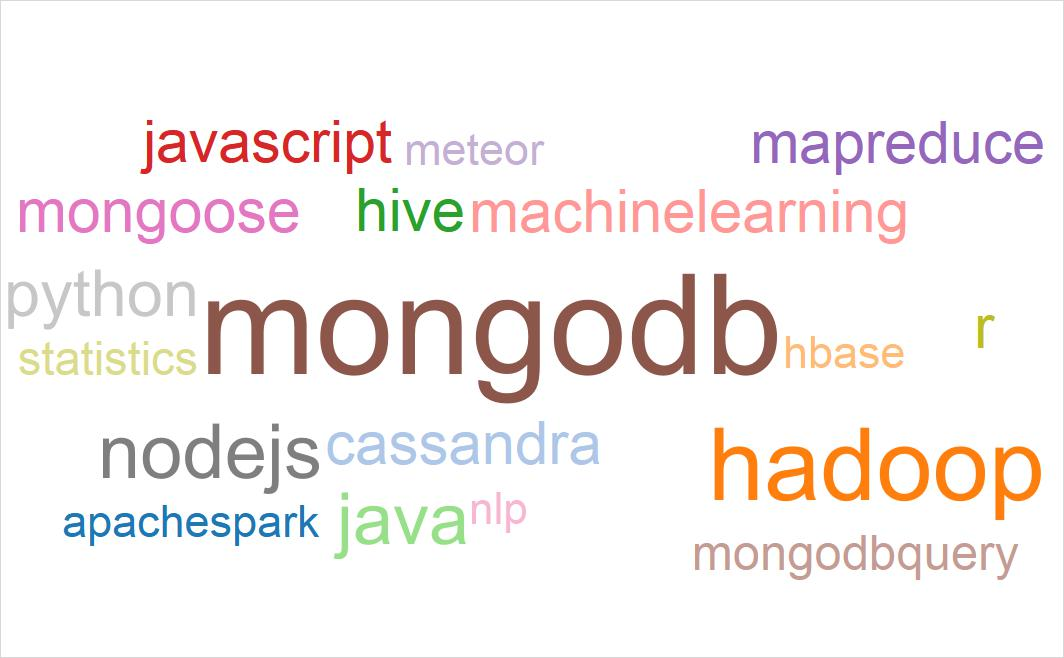 javascript meteor mapreduce
mongoose hive machinelearning
python mongodb r
statistics hbase
nodejs cassandra hadoop
apachespark java nlp
mongodbquery